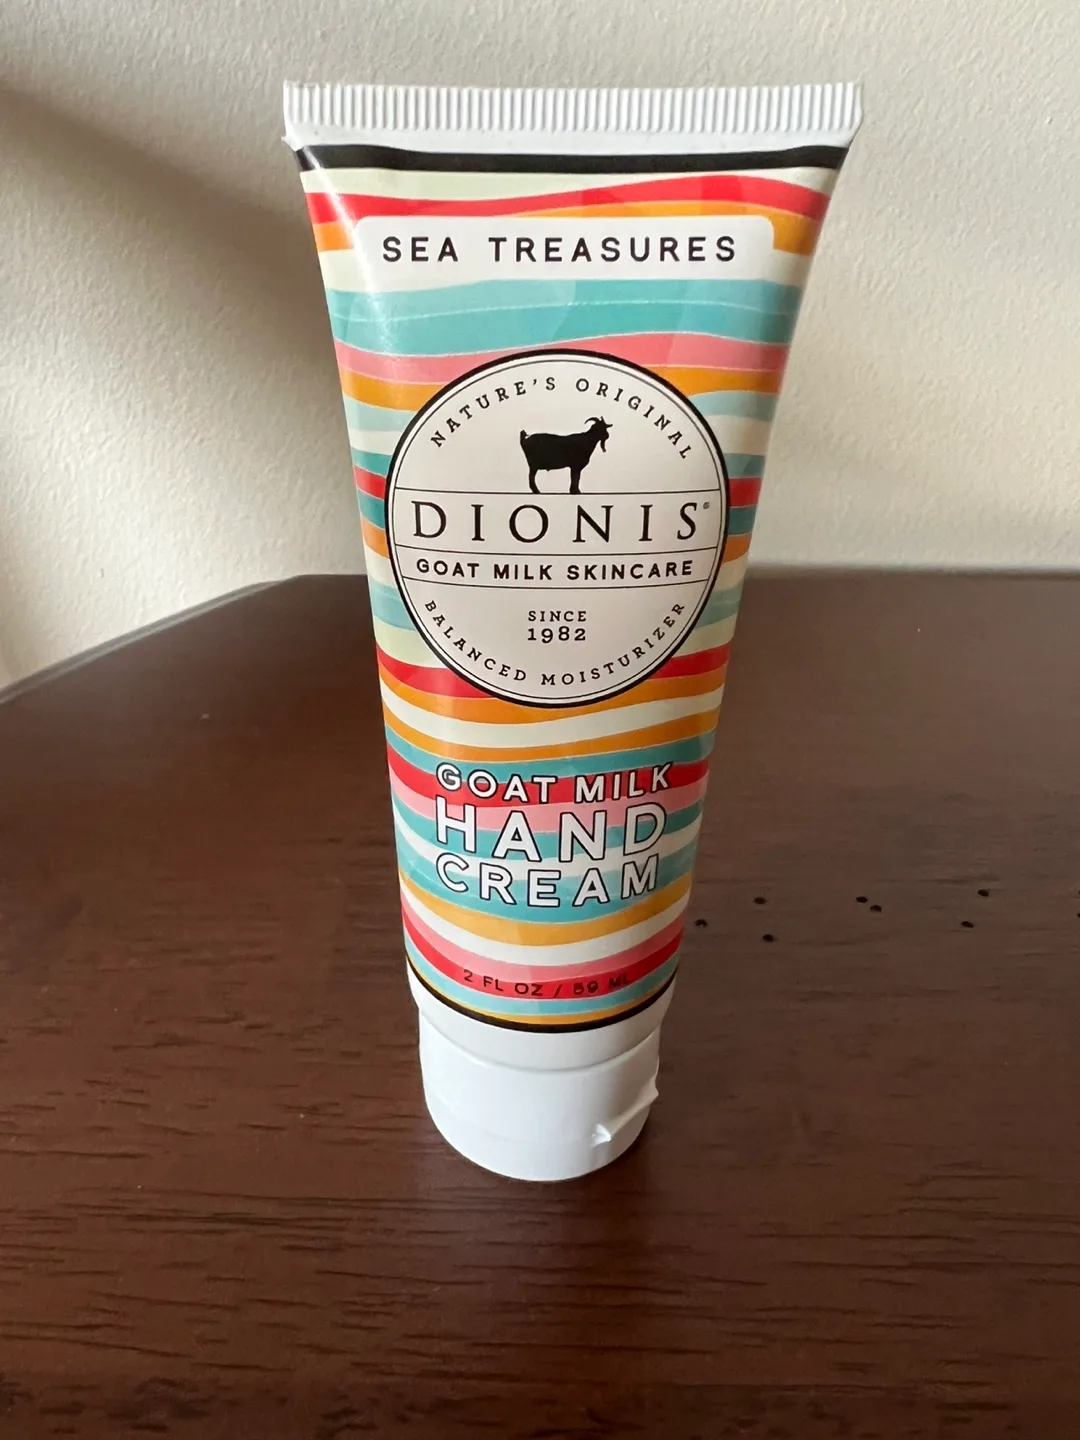 SEA TREASURES
NATURE'S ORIGINAL
DIONIS®
GOAT MILK SKINCARE
SINCE
1982
BALANCED MOISTURIZER
GOAT MILK
HAND
CREAM
2 FL OZ / 59 ML